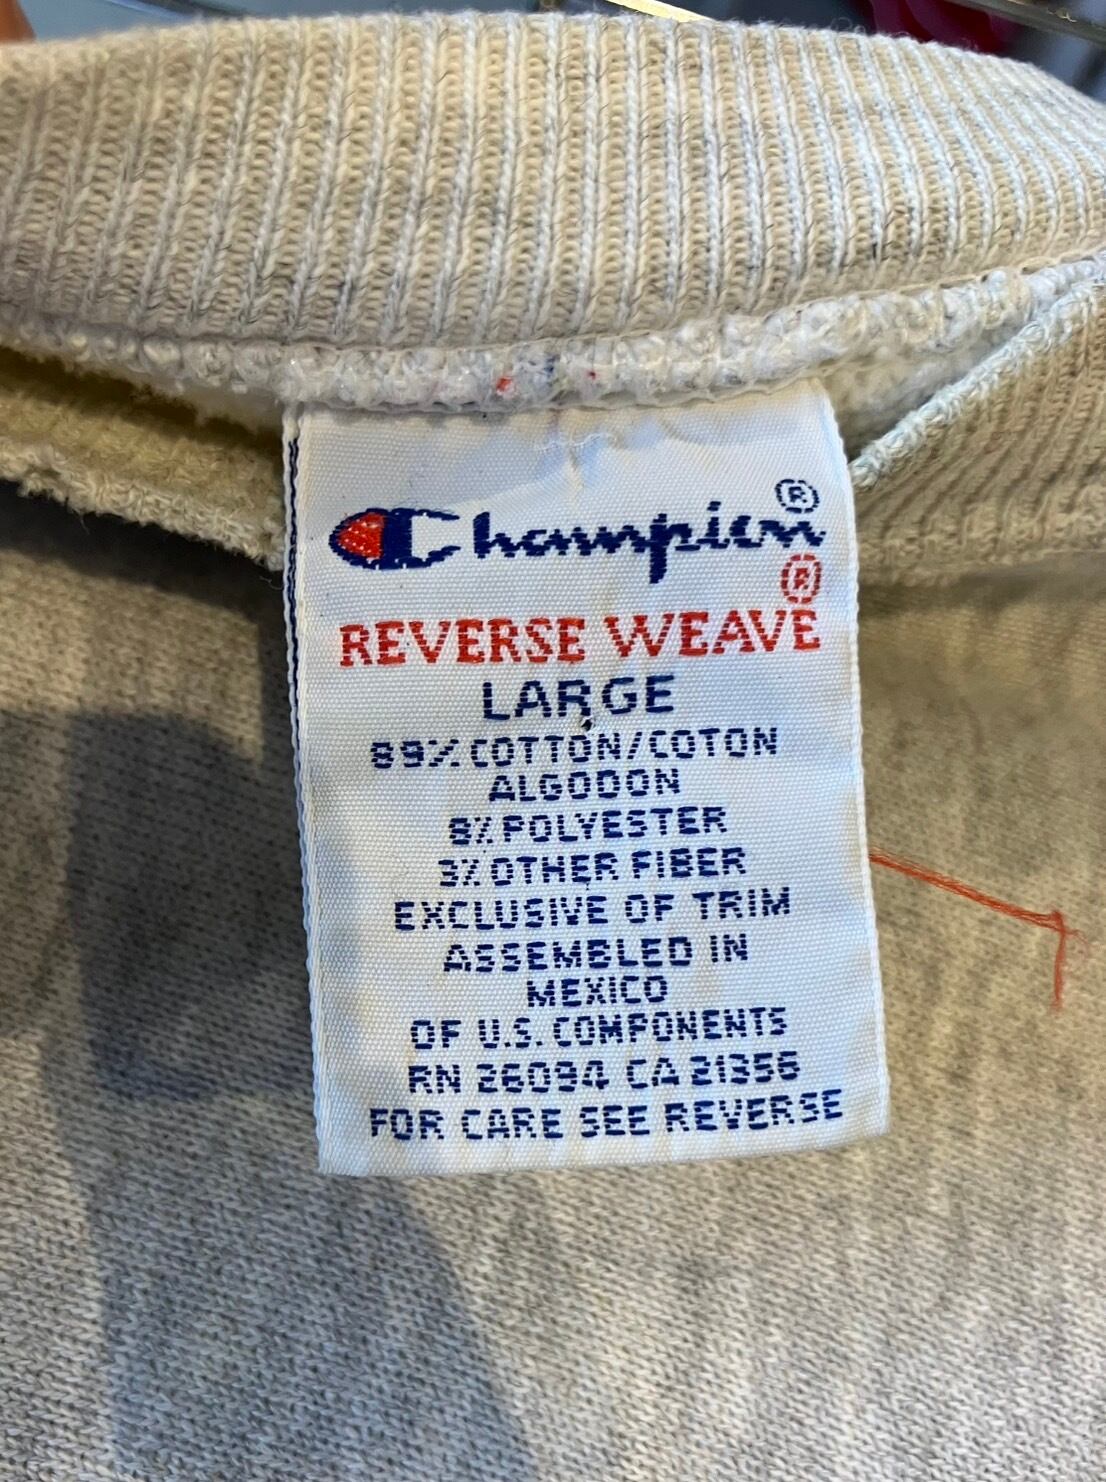 Champion®
REVERSE WEAVE®
LARGE
89% COTTON/COTON
ALGODON
8% POLYESTER
3% OTHER FIBER
EXCLUSIVE OF TRIM
ASSEMBLED IN
MEXICO
OF U.S. COMPONENTS
RN 26094 CA 21356
FOR CARE SEE REVERSE